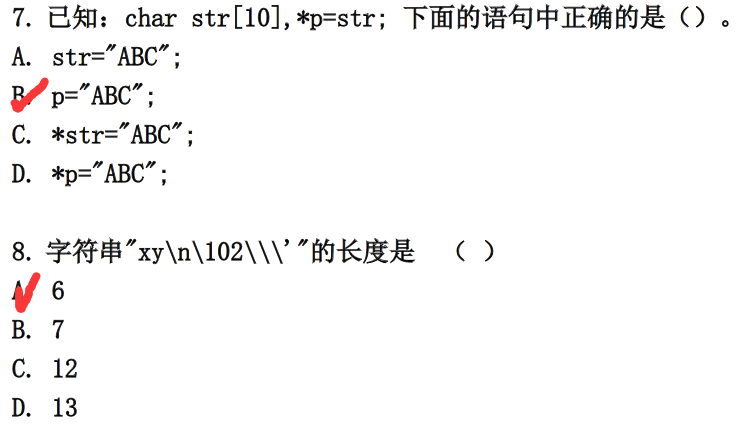 7. 已知：char str[10],*p=str; 下面的语句中正确的是（）。
A. str="ABC";
B. p="ABC";
C. *str="ABC";
D. *p="ABC";
8. 字符串"xy\n\102\\\'"的长度是 （ ）
A. 6
B. 7
C. 12
D. 13